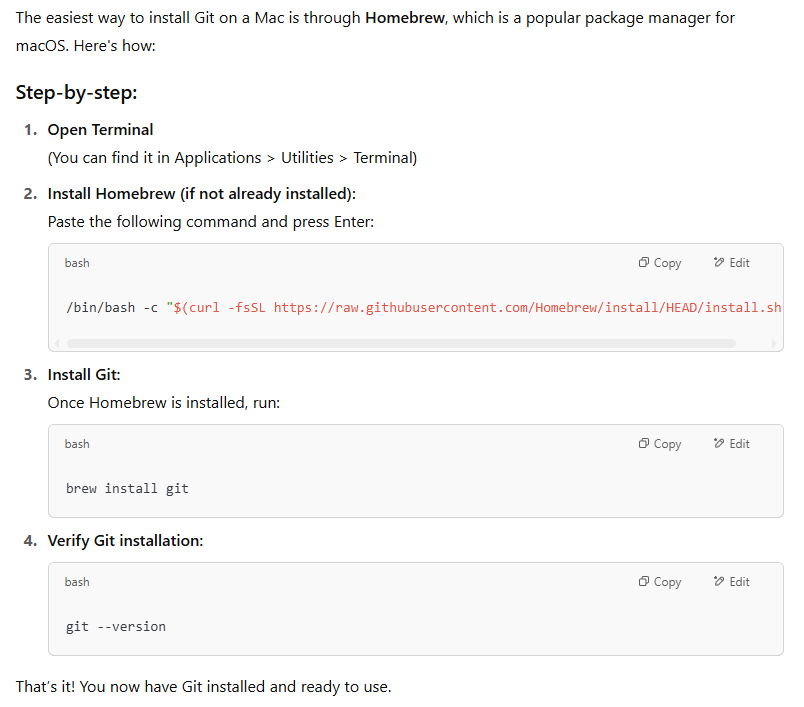 The easiest way to install Git on a Mac is through Homebrew, which is a popular package manager for
macOS. Here's how:
Step-by-step:
1. Open Terminal
(You can find it in Applications > Utilities > Terminal)
2. Install Homebrew (if not already installed):
Paste the following command and press Enter:
bash Copy Edit
/bin/bash -c "$(curl -fsSL https://raw.githubusercontent.com/Homebrew/install/HEAD/install.sh
3. Install Git:
Once Homebrew is installed, run:
bash Copy Edit
brew install git
4. Verify Git installation:
bash Copy Edit
git --version
That's it! You now have Git installed and ready to use.